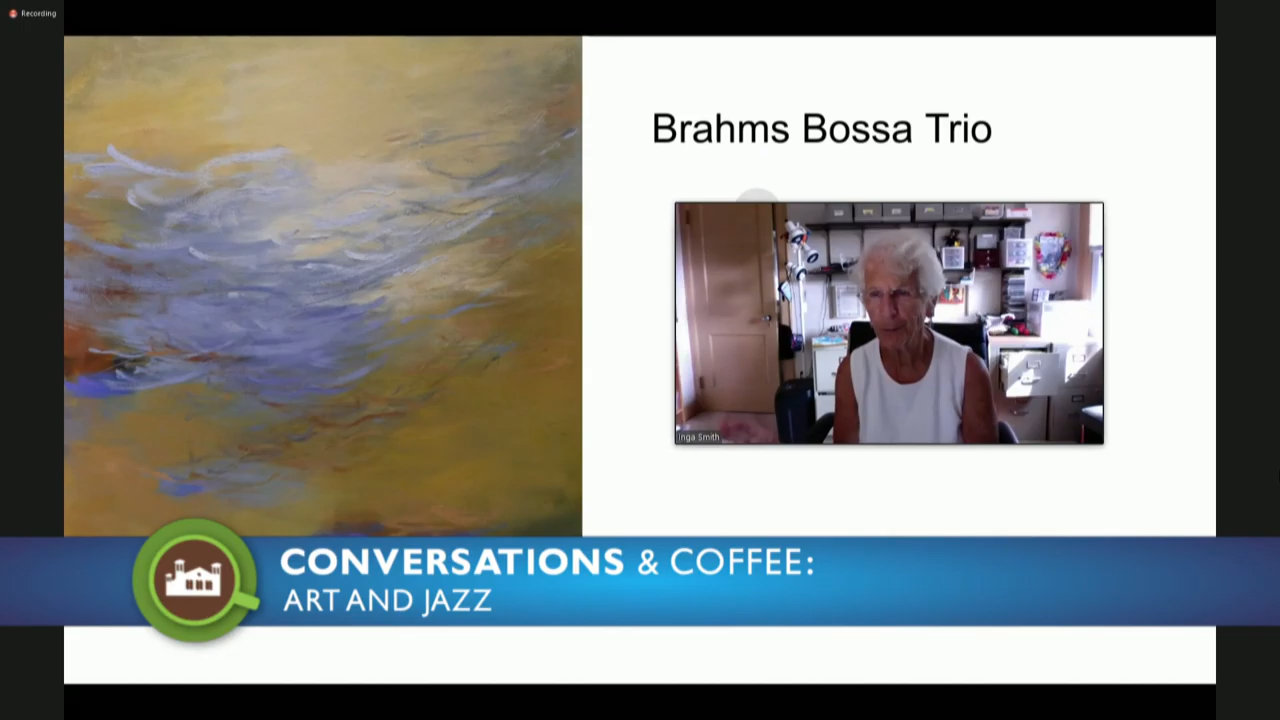 Recording
Brahms Bossa Trio
Inga Smith
CONVERSATIONS & COFFEE:
ART AND JAZZ